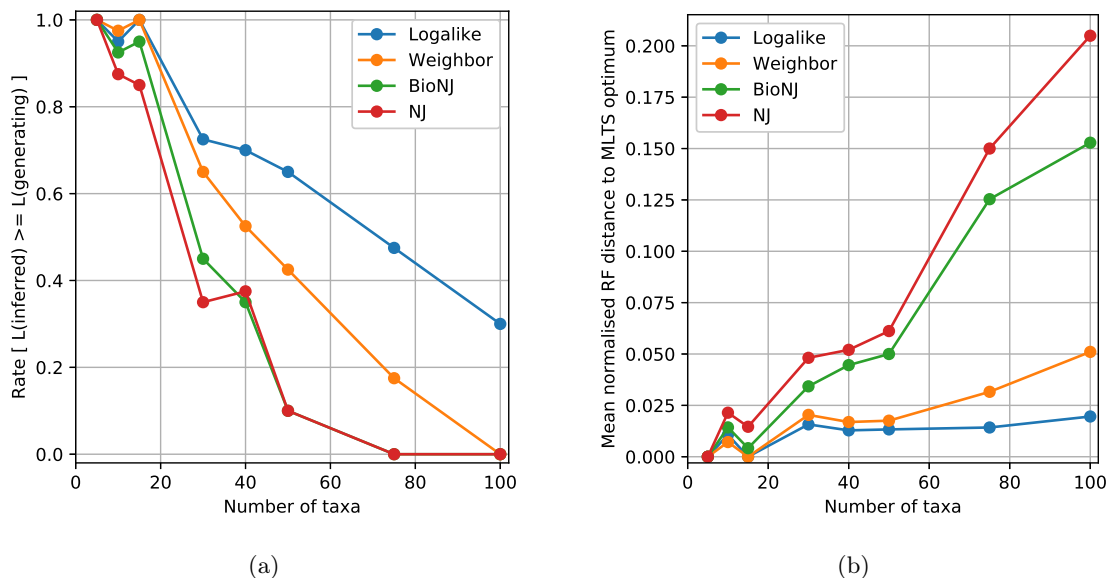 Rate [ L(inferred) >= L(generating) ]
1.0
0.8
0.6
0.4
0.2
0.0
0 20 40 60 80 100
Number of taxa
Logalike
Weighbor
BioNJ
NJ
(a)
Mean normalised RF distance to MLTS optimum
0.200
0.175
0.150
0.125
0.100
0.075
0.050
0.025
0.000
0 20 40 60 80 100
Number of taxa
Logalike
Weighbor
BioNJ
NJ
(b)